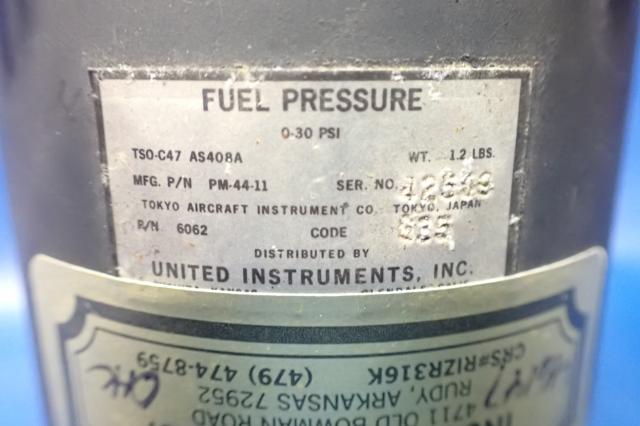 FUEL PRESSURE
0-30 PSI
TSO-C47 AS408A WT. 1.2 LBS.
MFG. P/N PM-44-11 SER. NO.
TOKYO AIRCRAFT INSTRUMENT CO. TOKYO, JAPAN
P/N 6062 CODE
DISTRIBUTED BY
UNITED INSTRUMENTS, INC.
4711 OLD BOWMAN ROAD
RUDY, ARKANSAS 72952
CRS#RIZR316K (479) 474-8759